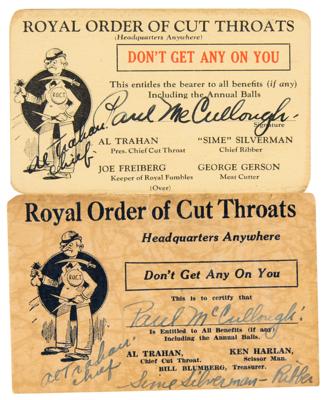 ROYAL ORDER OF CUT THROATS
(Headquarters Anywhere)
DON'T GET ANY ON YOU
This entitles the bearer to all benefits (if any)
Including the Annual Balls
Paul McCullough.
Signature
AL TRAHAN
Pres. Chief Cut Throat
"SIME" SILVERMAN
Chief Ribber
JOE FREIBERG
Keeper of Royal Fumbles
GEORGE GERSON
Meat Cutter
(Over)
R.O.C.T.
Al Trahan.
Chief
Royal Order of Cut Throats
Headquarters Anywhere
Don't Get Any On You
This is to certify that
Paul McCullough
Is Entitled to All Benefits (if any)
Including the Annual Balls.
AL TRAHAN,
Chief Cut Throat.
KEN HARLAN,
Scissor Man.
BILL BLUMBERG, Treasurer.
R.O.C.T.
Al Trahan.
Chief
Sime Silverman - Ribber